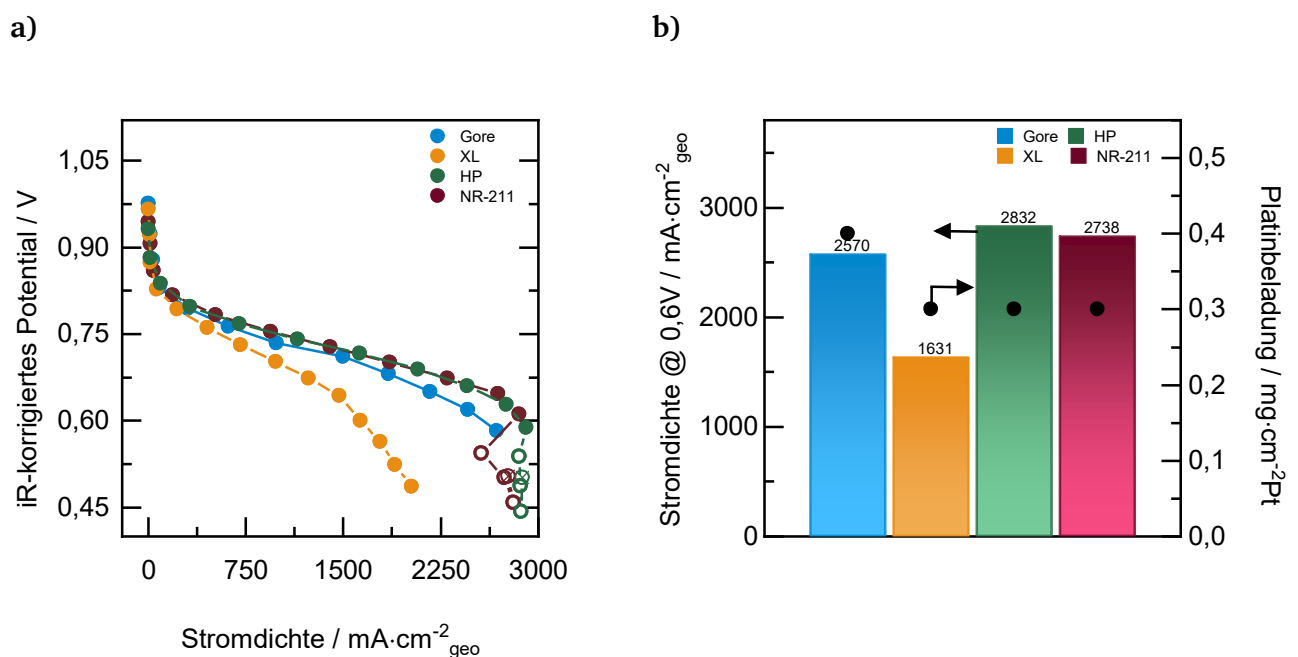 a)
iR-korrigiertes Potential / V
1,05
0,90
0,75
0,60
0,45
Gore
XL
HP
NR-211
0 750 1500 2250 3000
Stromdichte / mA·cm⁻²geo
b)
Stromdichte @ 0,6V / mA·cm⁻²geo
3000
2000
1000
0
Gore HP
XL NR-211
2570
1631
2832
2738
0,5
0,4
0,3
0,2
0,1
0,0
Platinbeladung / mg·cm⁻²Pt